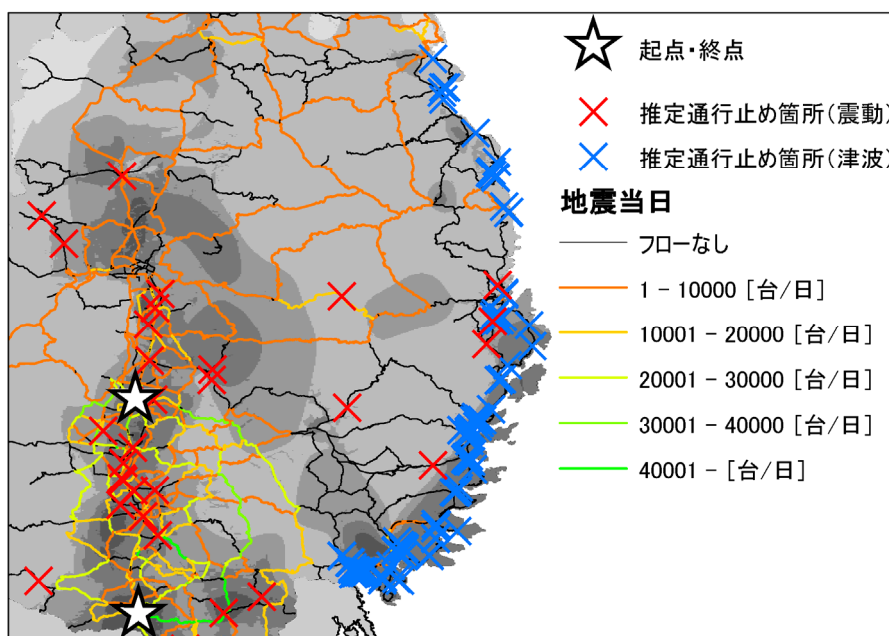 起点・終点
推定通行止め箇所(震動)
推定通行止め箇所(津波)
地震当日
フローなし
1 - 10000 [台/日]
10001 - 20000 [台/日]
20001 - 30000 [台/日]
30001 - 40000 [台/日]
40001 - [台/日]